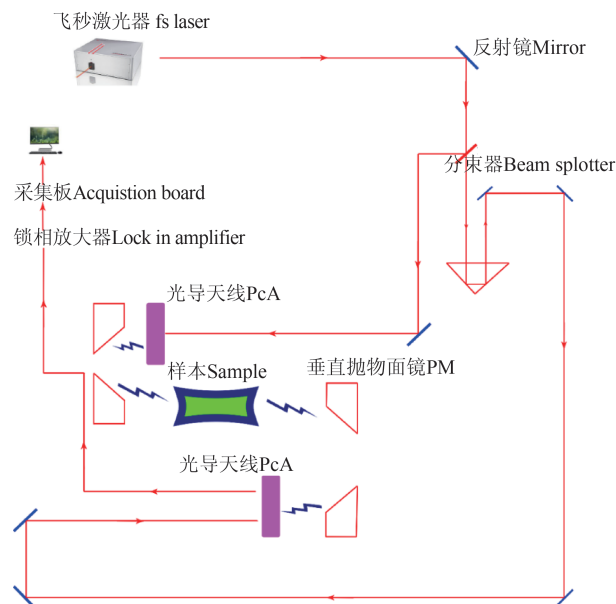 飞秒激光器 fs laser
反射镜Mirror
分束器Beam splotter
采集板Acquistion board
锁相放大器Lock in amplifier
光导天线PcA
样本Sample
垂直抛物面镜PM
光导天线PcA